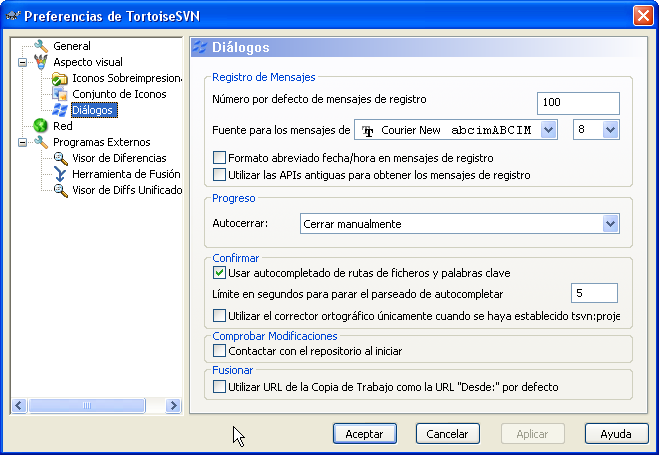 Preferencias de TortoiseSVN
General
Aspecto visual
Iconos Sobreimpresion
Conjunto de Iconos
Diálogos
Red
Programas Externos
Visor de Diferencias
Herramienta de Fusión
Visor de Diffs Unificado
Diálogos
Registro de Mensajes
Número por defecto de mensajes de registro 100
Fuente para los mensajes de Courier New abcimABCIM 8
Formato abreviado fecha/hora en mensajes de registro
Utilizar las APIs antiguas para obtener los mensajes de registro
Progreso
Autocerrar: Cerrar manualmente
Confirmar
Usar autocompletado de rutas de ficheros y palabras clave
Límite en segundos para parar el parseado de autocompletar 5
Utilizar el corrector ortográfico únicamente cuando se haya establecido tsvn:proje
Comprobar Modificaciones
Contactar con el repositorio al iniciar
Fusionar
Utilizar URL de la Copia de Trabajo como la URL "Desde:" por defecto
Aceptar Cancelar Aplicar Ayuda